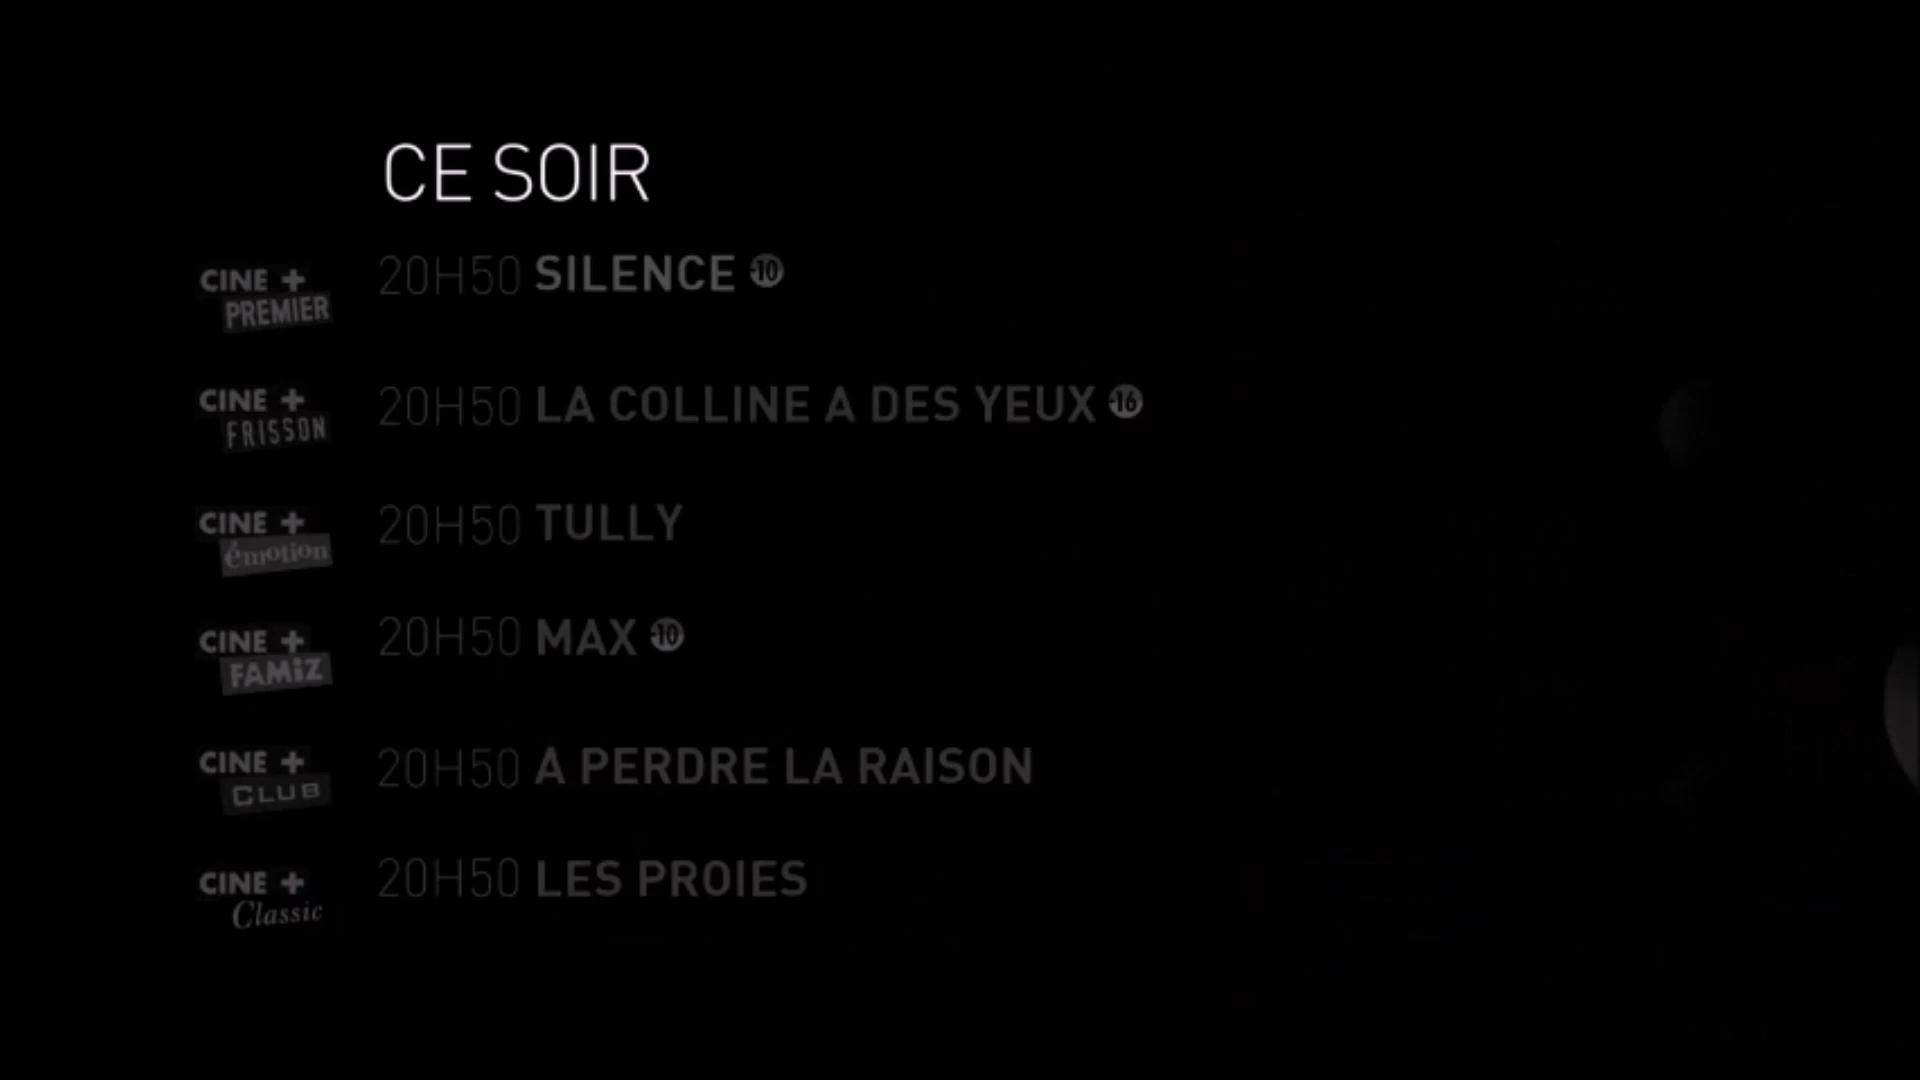 CE SOIR
CINE +
PREMIER
20H50 SILENCE -10
CINE +
FRISSON
20H50 LA COLLINE A DES YEUX -16
CINE +
émotion
20H50 TULLY
CINE +
FAMiZ
20H50 MAX -10
CINE +
CLUB
20H50 A PERDRE LA RAISON
CINE +
Classic
20H50 LES PROIES